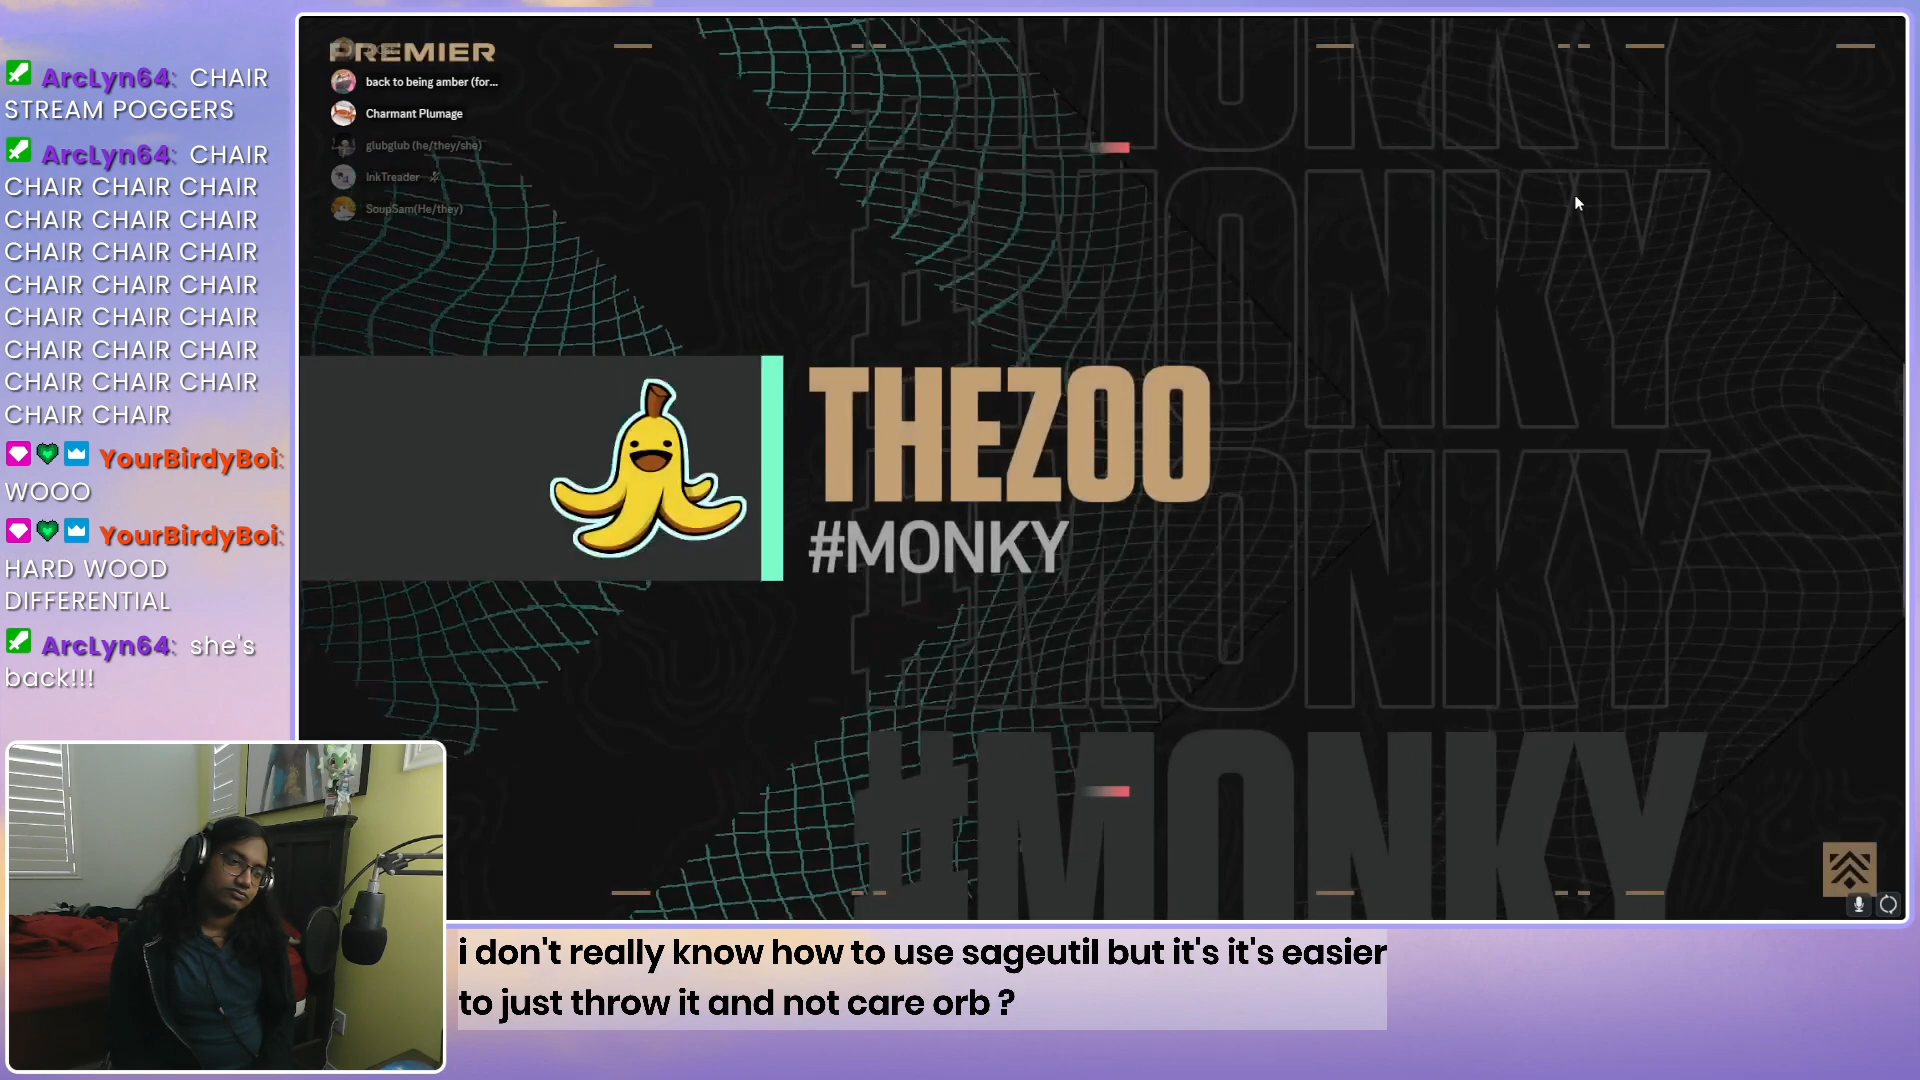 ArcLyn64: CHAIR
STREAM POGGERS
ArcLyn64: CHAIR
CHAIR CHAIR CHAIR
CHAIR CHAIR CHAIR
CHAIR CHAIR CHAIR
CHAIR CHAIR CHAIR
CHAIR CHAIR CHAIR
CHAIR CHAIR CHAIR
CHAIR CHAIR CHAIR
CHAIR CHAIR
YourBirdyBoi:
WOOO
YourBirdyBoi:
HARD WOOD
DIFFERENTIAL
ArcLyn64: she's
back!!!
PREMIER
back to being amber (for...
Charmant Plumage
glubglub (he/they/she)
InkTreader
SoupSam(He/they)
THEZOO
#MONKY
#MONKY
#MONKY
#MONKY
#MONKY
i don't really know how to use sageutil but it's it's easier
to just throw it and not care orb ?